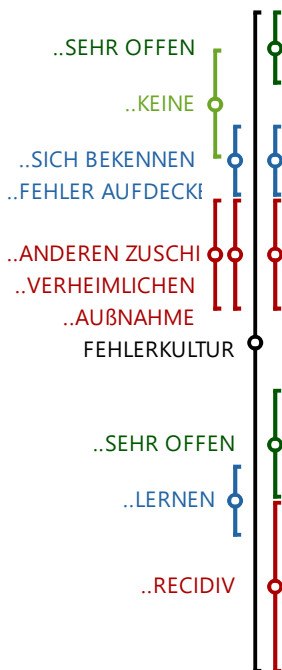 ..SEHR OFFEN
..KEINE
..SICH BEKENNEN
..FEHLER AUFDECKE
..ANDEREN ZUSCHI
..VERHEIMLICHEN
..AUßNAHME
FEHLERKULTUR
..SEHR OFFEN
..LERNEN
..RECIDIV